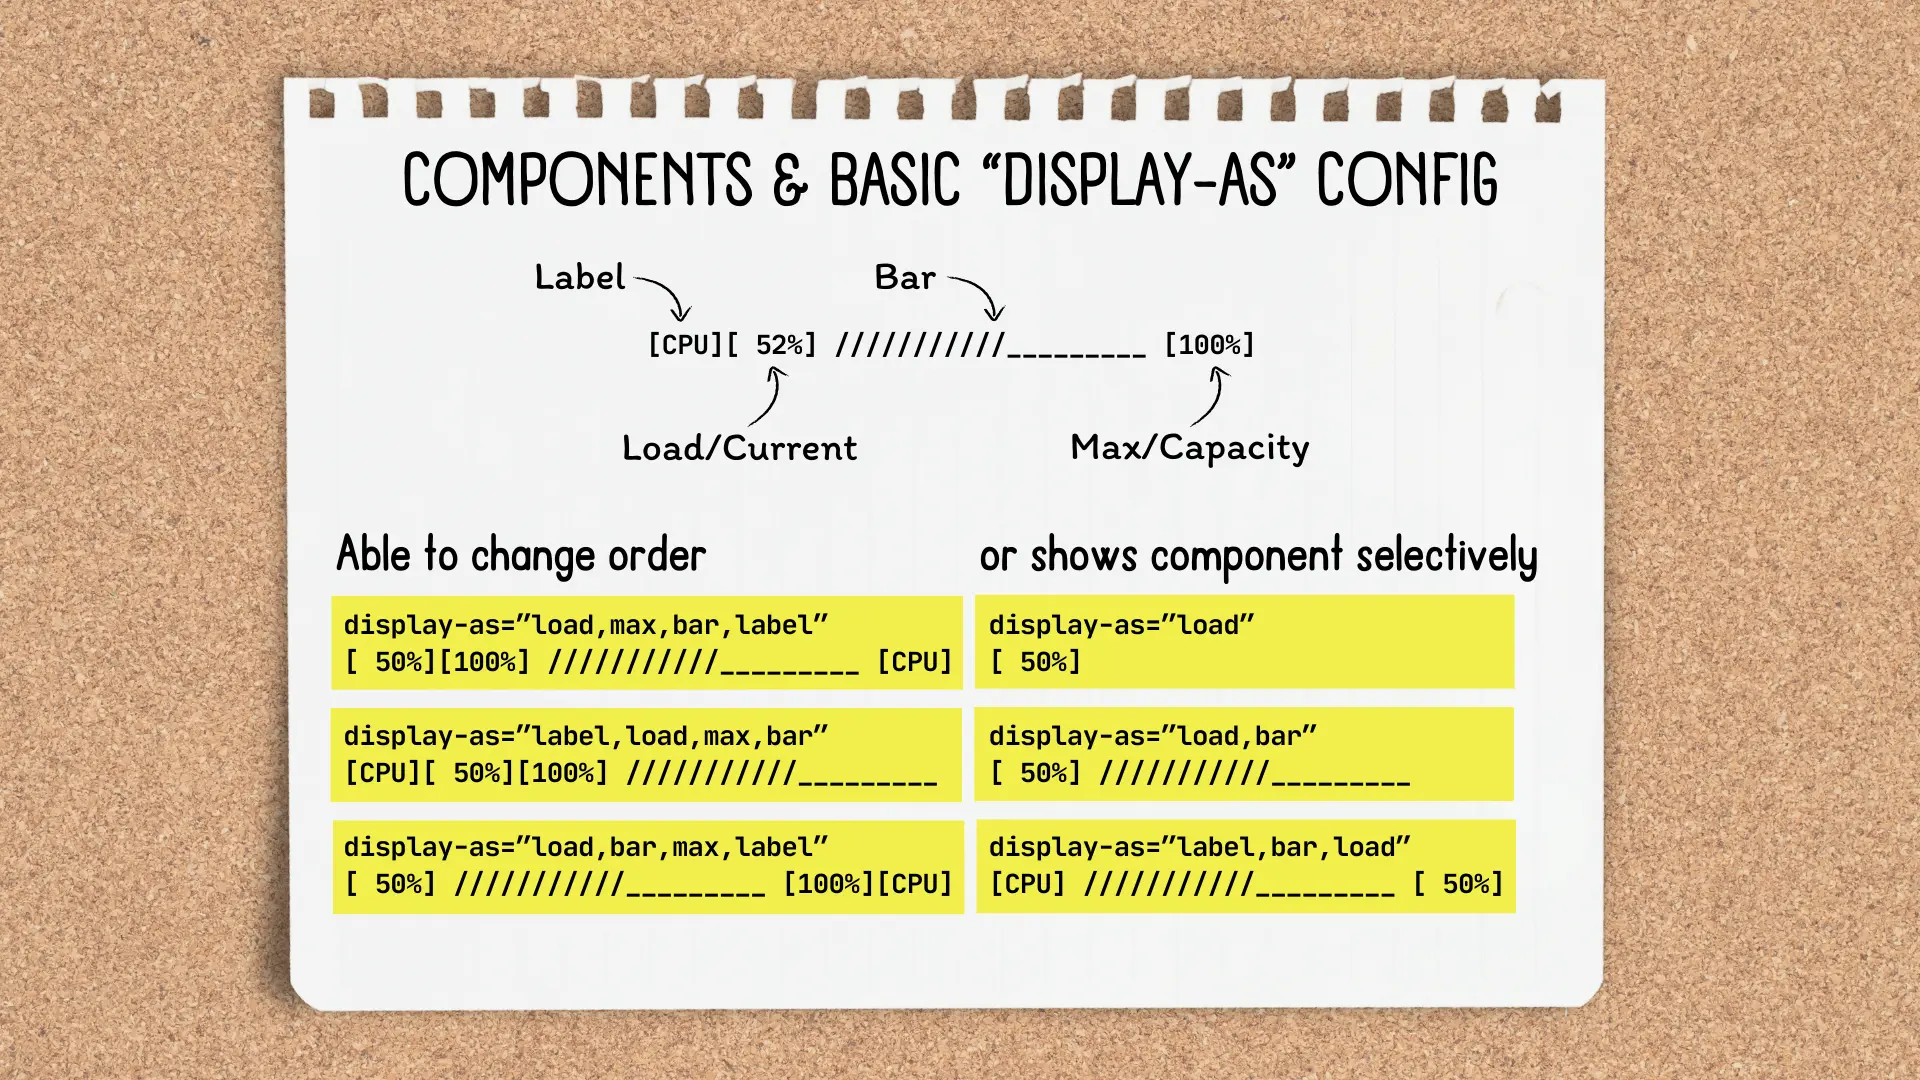 COMPONENTS & BASIC “DISPLAY-AS” CONFIG
Label
Bar
[CPU][ 52%] ///////////_________ [100%]
Load/Current
Max/Capacity
Able to change order
display-as=”load,max,bar,label”
[ 50%][100%] ///////////_________ [CPU]
display-as=”label,load,max,bar”
[CPU][ 50%][100%] ///////////_________
display-as=”load,bar,max,label”
[ 50%] ///////////_________ [100%][CPU]
or shows component selectively
display-as=”load”
[ 50%]
display-as=”load,bar”
[ 50%] ///////////_________
display-as=”label,bar,load”
[CPU] ///////////_________ [ 50%]